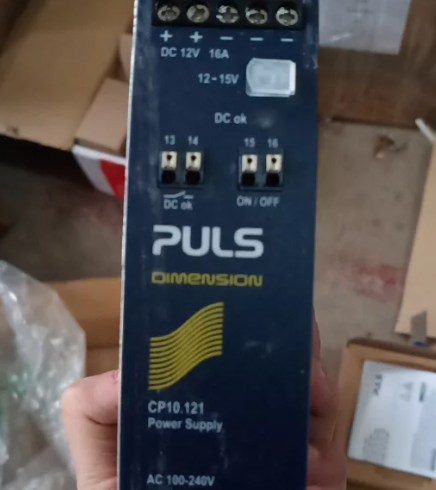 + + − − −
DC 12V 16A
12-15V
DC ok
13 14 15 16
DC ok ON / OFF
PULS
DIMENSION
CP10.121
Power Supply
AC 100-240V
PULS